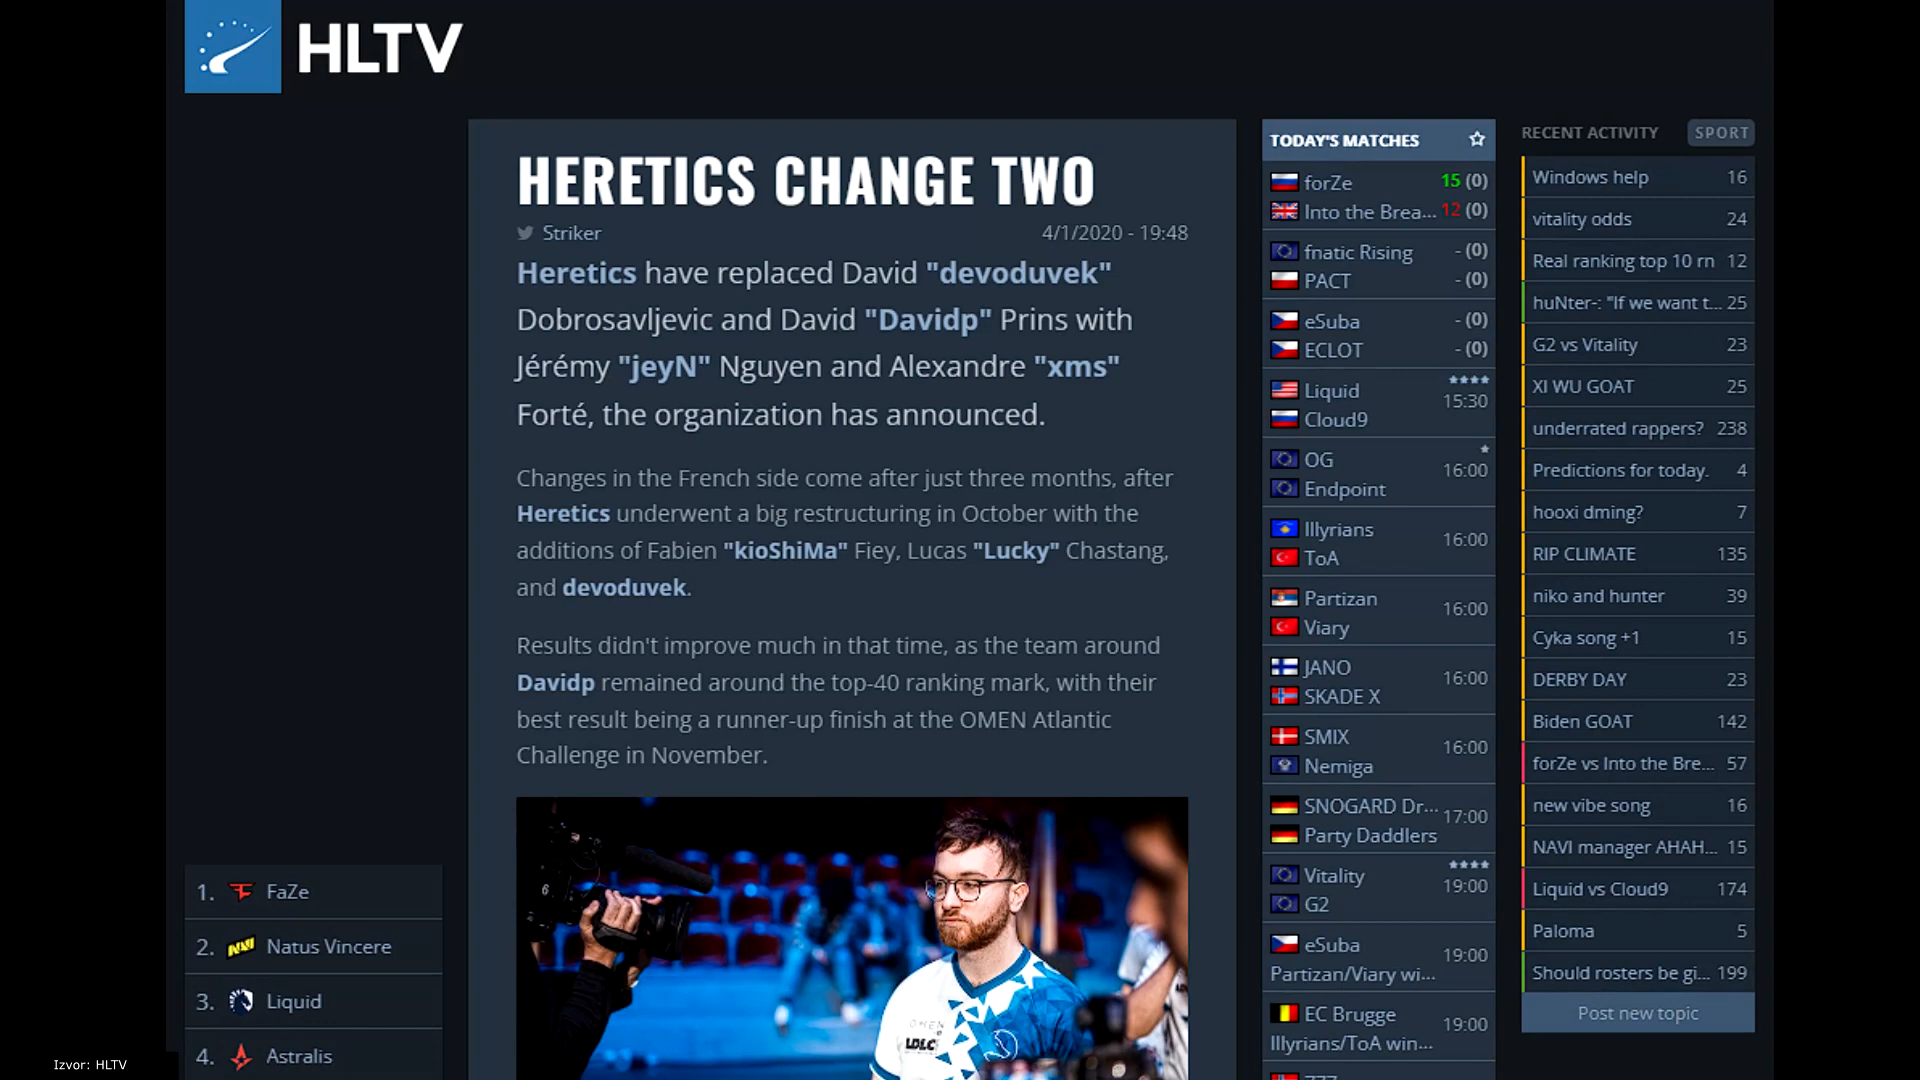 HLTV
HERETICS CHANGE TWO
Striker 4/1/2020 - 19:48
Heretics have replaced David "devoduvek"
Dobrosavljevic and David "Davidp" Prins with
Jérémy "jeyN" Nguyen and Alexandre "xms"
Forté, the organization has announced.
Changes in the French side come after just three months, after
Heretics underwent a big restructuring in October with the
additions of Fabien "kioShiMa" Fiey, Lucas "Lucky" Chastang,
and devoduvek.
Results didn't improve much in that time, as the team around
Davidp remained around the top-40 ranking mark, with their
best result being a runner-up finish at the OMEN Atlantic
Challenge in November.
OMEN
LDLC
6
1. FaZe
2. Natus Vincere
3. Liquid
4. Astralis
Izvor: HLTV
TODAY'S MATCHES
forZe 15 (0)
Into the Brea... 12 (0)
fnatic Rising - (0)
PACT - (0)
eSuba - (0)
ECLOT - (0)
Liquid
15:30
Cloud9
OG
16:00
Endpoint
Illyrians
16:00
ToA
Partizan
16:00
Viary
JANO
16:00
SKADE X
SMIX
16:00
Nemiga
SNOGARD Dr...
17:00
Party Daddlers
Vitality
19:00
G2
eSuba
19:00
Partizan/Viary wi...
EC Brugge
19:00
Illyrians/ToA win...
RECENT ACTIVITY SPORT
Windows help 16
vitality odds 24
Real ranking top 10 rn 12
huNter-: "If we want t... 25
G2 vs Vitality 23
XI WU GOAT 25
underrated rappers? 238
Predictions for today. 4
hooxi dming? 7
RIP CLIMATE 135
niko and hunter 39
Cyka song +1 15
DERBY DAY 23
Biden GOAT 142
forZe vs Into the Bre... 57
new vibe song 16
NAVI manager AHAH... 15
Liquid vs Cloud9 174
Paloma 5
Should rosters be gi... 199
Post new topic